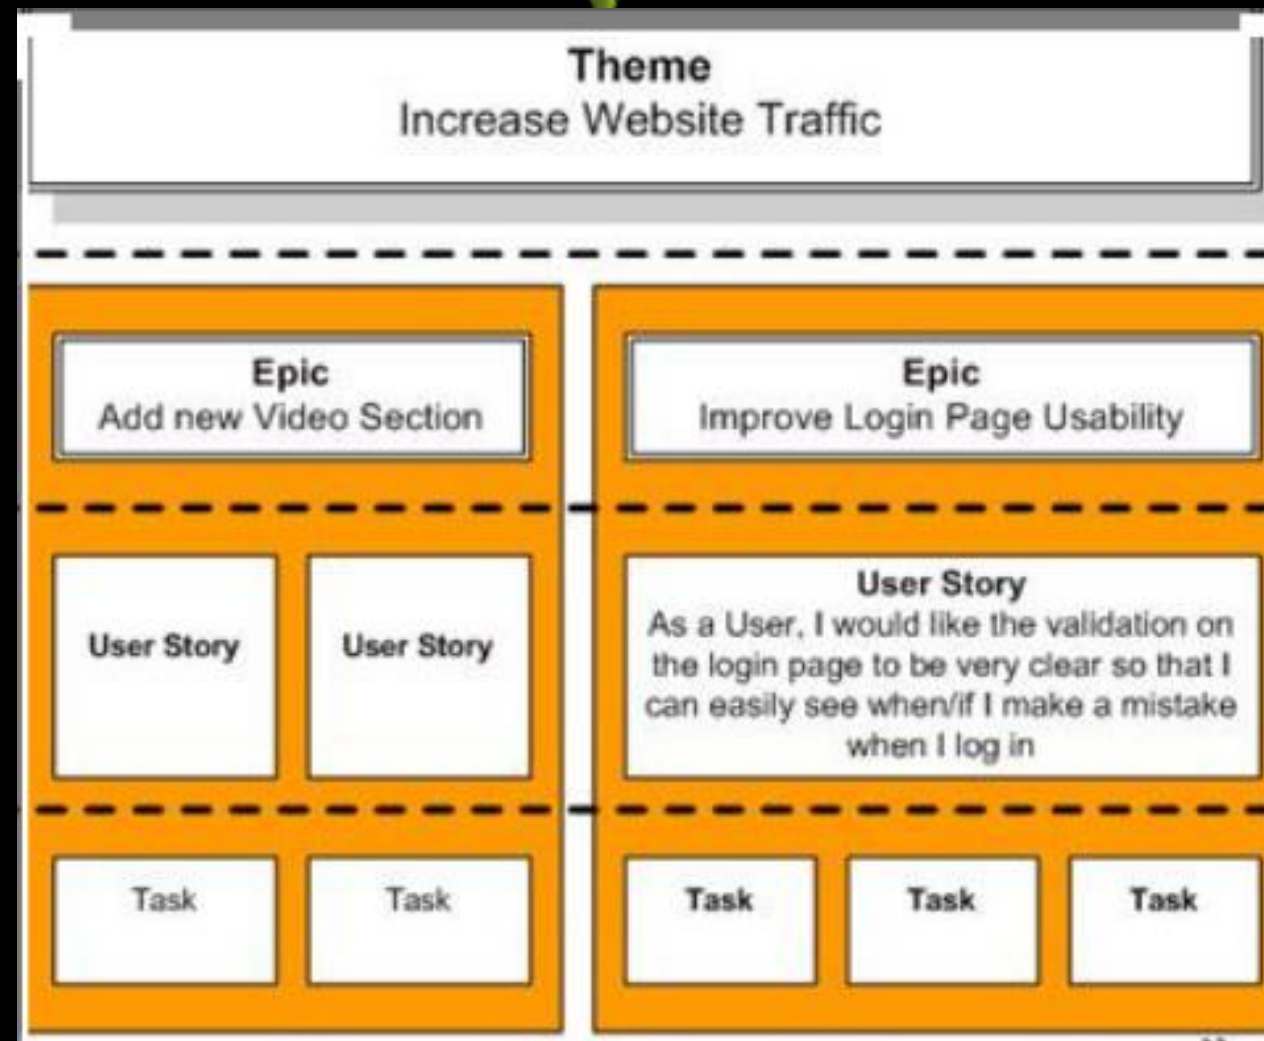 Theme
Increase Website Traffic
Epic
Add new Video Section
Epic
Improve Login Page Usability
User Story
User Story
User Story
As a User, I would like the validation on
the login page to be very clear so that I
can easily see when/if I make a mistake
when I log in
Task
Task
Task
Task
Task